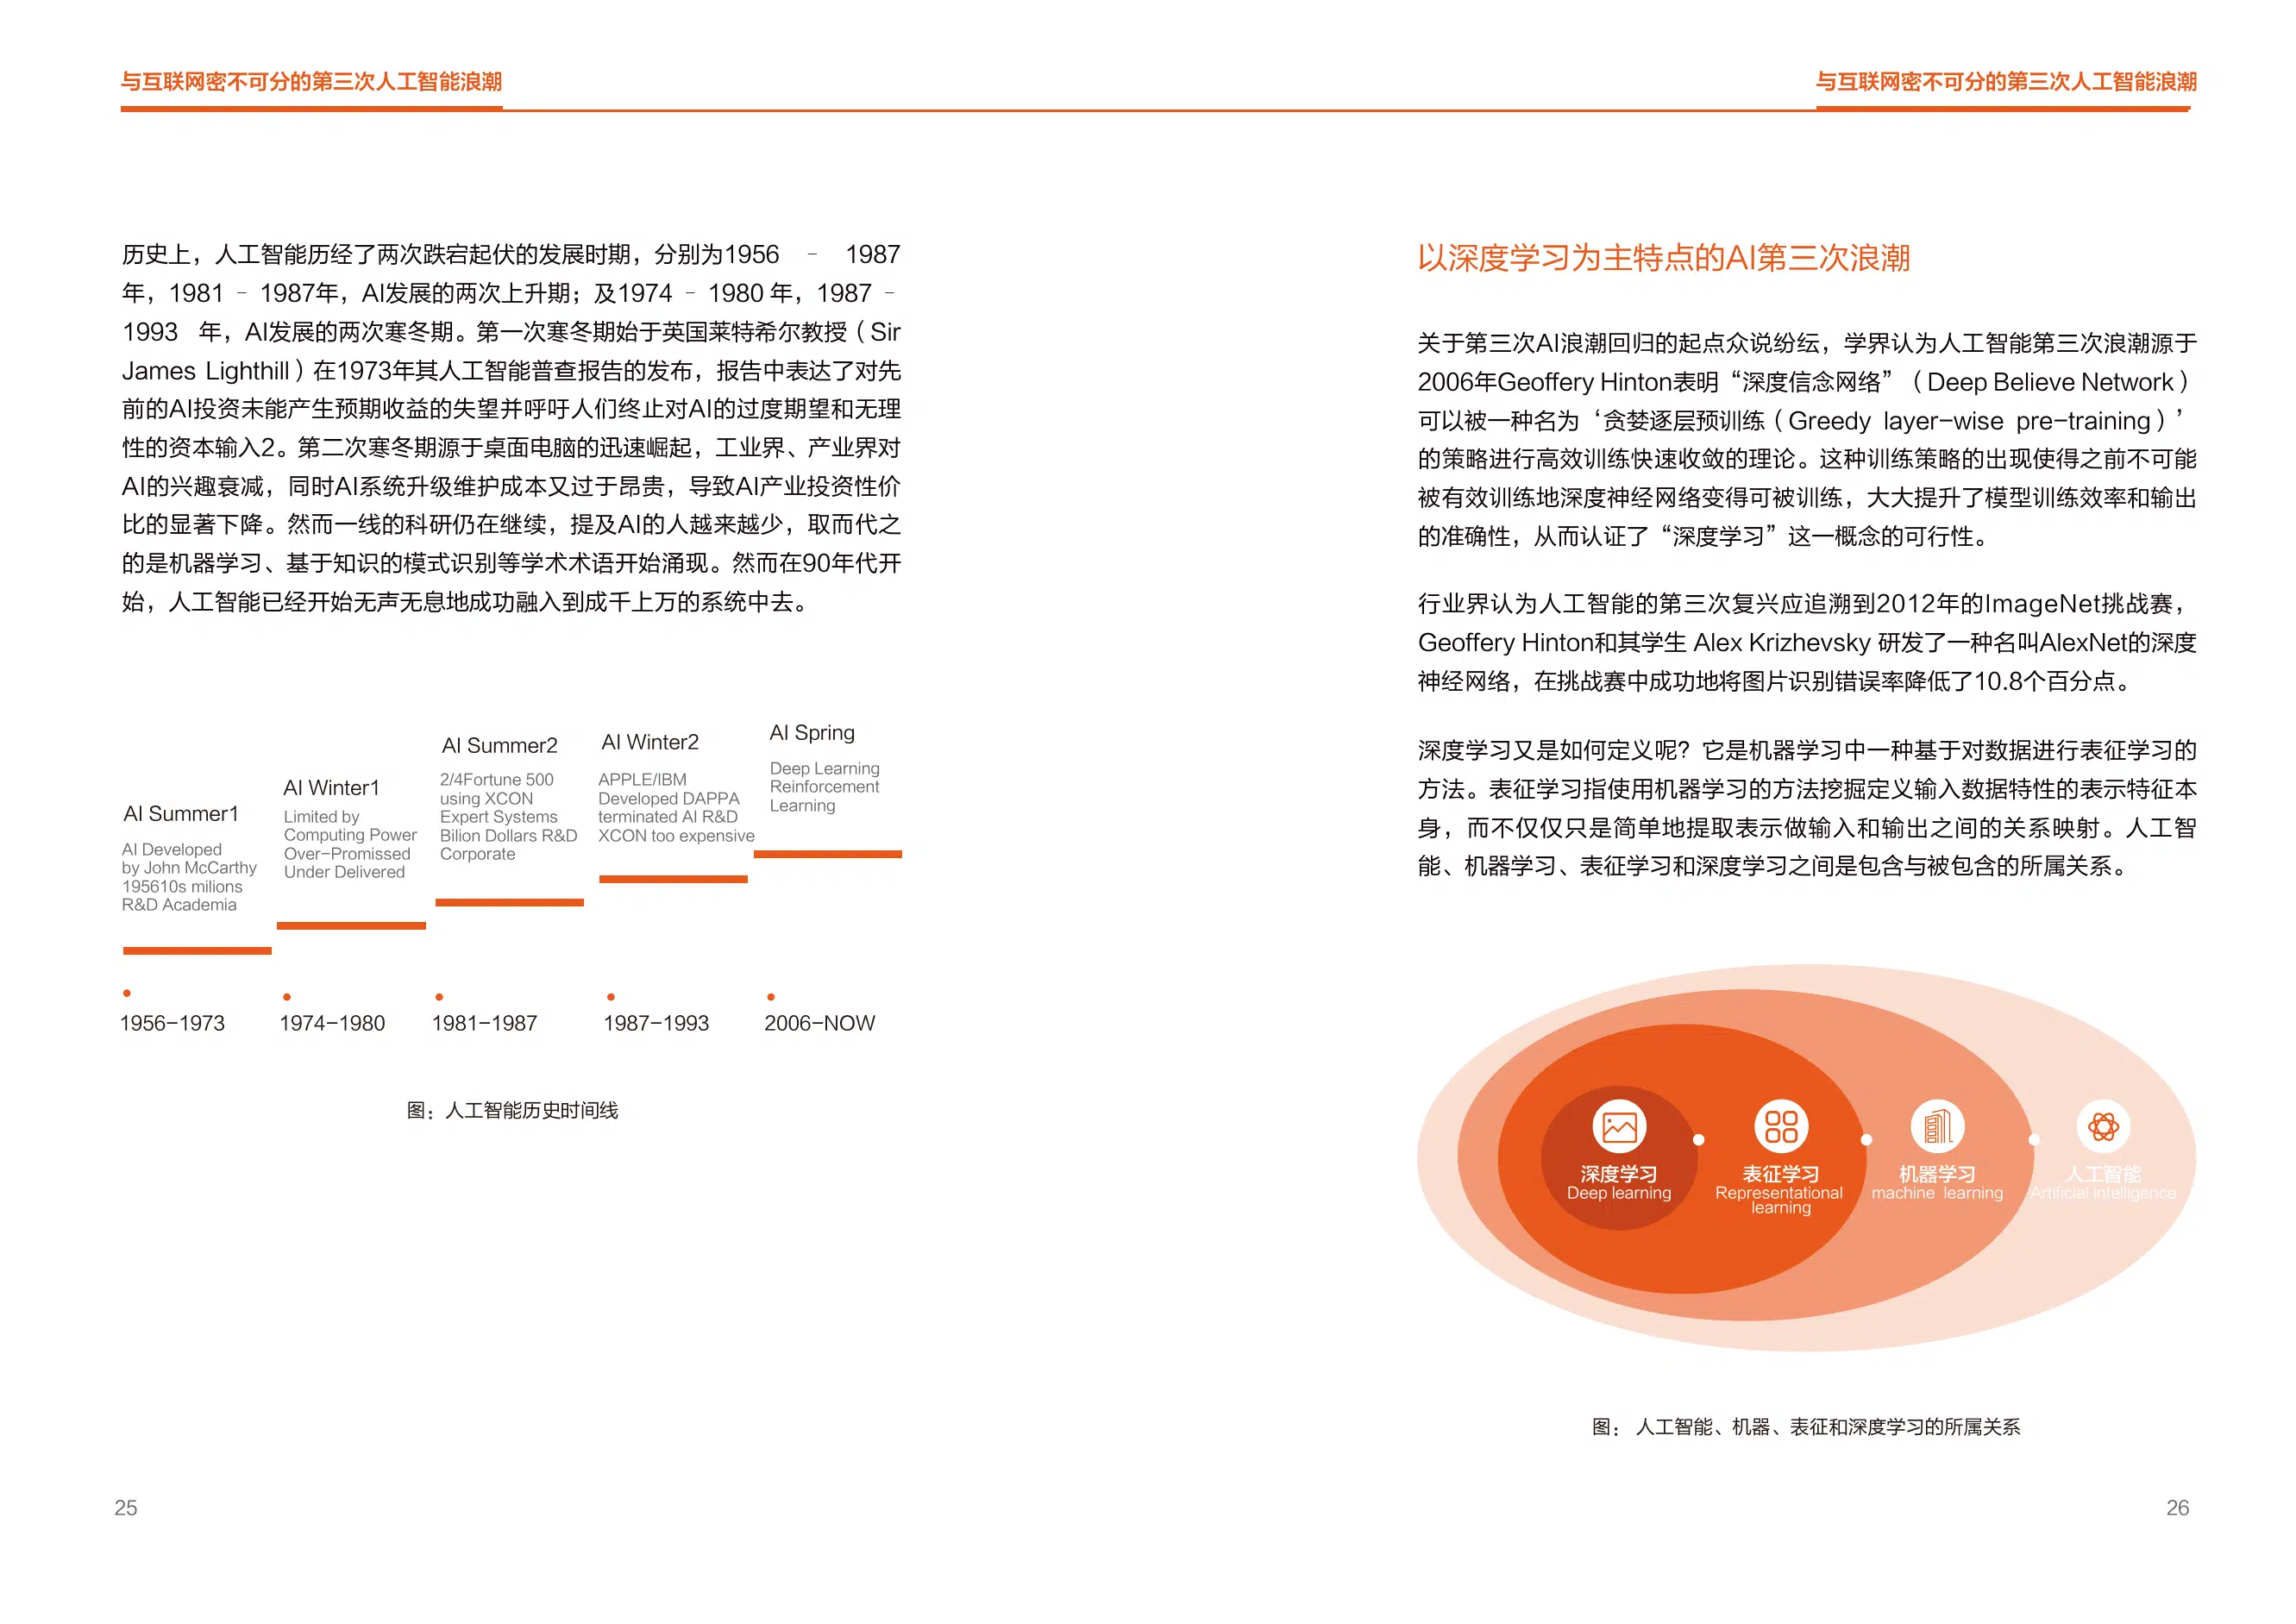 与互联网密不可分的第三次人工智能浪潮
与互联网密不可分的第三次人工智能浪潮
历史上，人工智能历经了两次跌宕起伏的发展时期，分别为1956 – 1987
年，1981 – 1987年，AI发展的两次上升期；及1974 – 1980 年，1987 –
1993 年，AI发展的两次寒冬期。第一次寒冬期始于英国莱特希尔教授（Sir
James Lighthill）在1973年其人工智能普查报告的发布，报告中表达了对先
前的AI投资未能产生预期收益的失望并呼吁人们终止对AI的过度期望和无理
性的资本输入2。第二次寒冬期源于桌面电脑的迅速崛起，工业界、产业界对
AI的兴趣衰减，同时AI系统升级维护成本又过于昂贵，导致AI产业投资性价
比的显著下降。然而一线的科研仍在继续，提及AI的人越来越少，取而代之
的是机器学习、基于知识的模式识别等学术术语开始涌现。然而在90年代开
始，人工智能已经开始无声无息地成功融入到成千上万的系统中去。
AI Summer1
AI Developed
by John McCarthy
195610s milions
R&D Academia
1956–1973
AI Winter1
Limited by
Computing Power
Over–Promissed
Under Delivered
1974–1980
AI Summer2
2/4Fortune 500
using XCON
Expert Systems
Bilion Dollars R&D
Corporate
1981–1987
AI Winter2
APPLE/IBM
Developed DAPPA
terminated AI R&D
XCON too expensive
1987–1993
AI Spring
Deep Learning
Reinforcement
Learning
2006–NOW
图：人工智能历史时间线
25
以深度学习为主特点的AI第三次浪潮
关于第三次AI浪潮回归的起点众说纷纭，学界认为人工智能第三次浪潮源于
2006年Geoffery Hinton表明“深度信念网络”（Deep Believe Network）
可以被一种名为‘贪婪逐层预训练（Greedy layer–wise pre–training）’
的策略进行高效训练快速收敛的理论。这种训练策略的出现使得之前不可能
被有效训练地深度神经网络变得可被训练，大大提升了模型训练效率和输出
的准确性，从而认证了“深度学习”这一概念的可行性。
行业界认为人工智能的第三次复兴应追溯到2012年的ImageNet挑战赛，
Geoffery Hinton和其学生 Alex Krizhevsky 研发了一种名叫AlexNet的深度
神经网络，在挑战赛中成功地将图片识别错误率降低了10.8个百分点。
深度学习又是如何定义呢？它是机器学习中一种基于对数据进行表征学习的
方法。表征学习指使用机器学习的方法挖掘定义输入数据特性的表示特征本
身，而不仅仅只是简单地提取表示做输入和输出之间的关系映射。人工智
能、机器学习、表征学习和深度学习之间是包含与被包含的所属关系。
深度学习
Deep learning
表征学习
Representational
learning
机器学习
machine learning
人工智能
Artificial intelligence
图： 人工智能、机器、表征和深度学习的所属关系
26